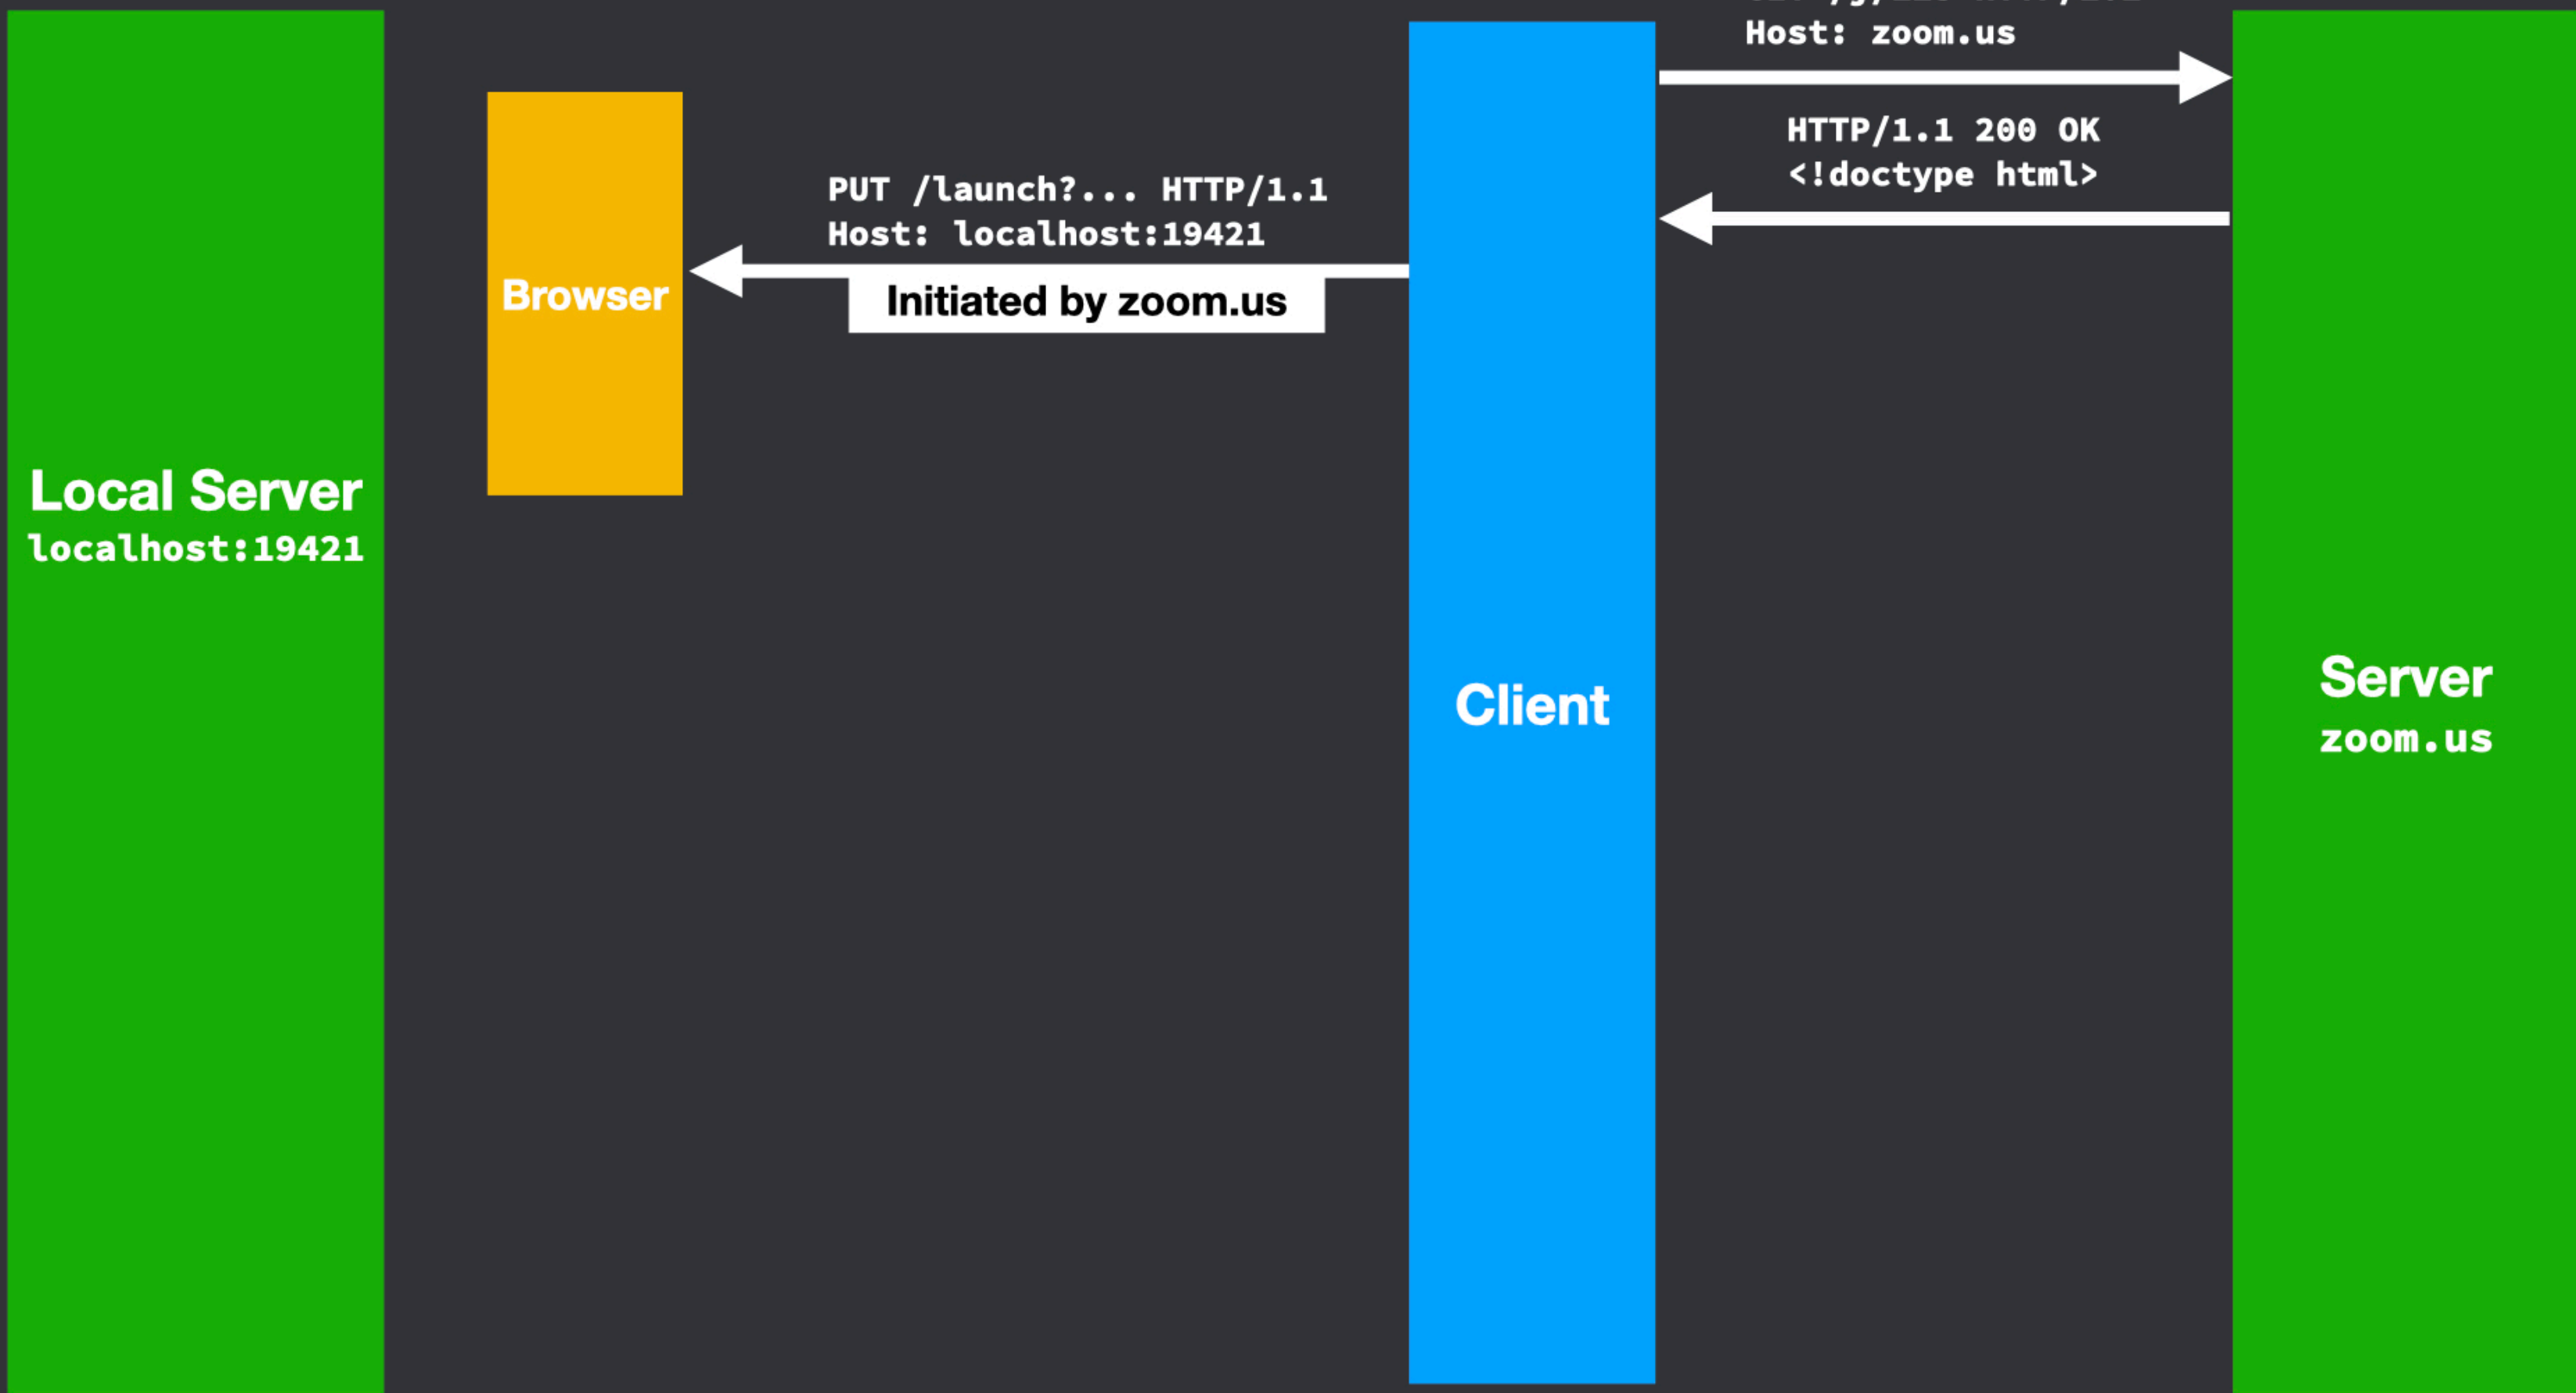 Host: zoom.us
HTTP/1.1 200 OK
<!doctype html>
PUT /launch?... HTTP/1.1
Host: localhost:19421
Initiated by zoom.us
Browser
Local Server
localhost:19421
Client
Server
zoom.us